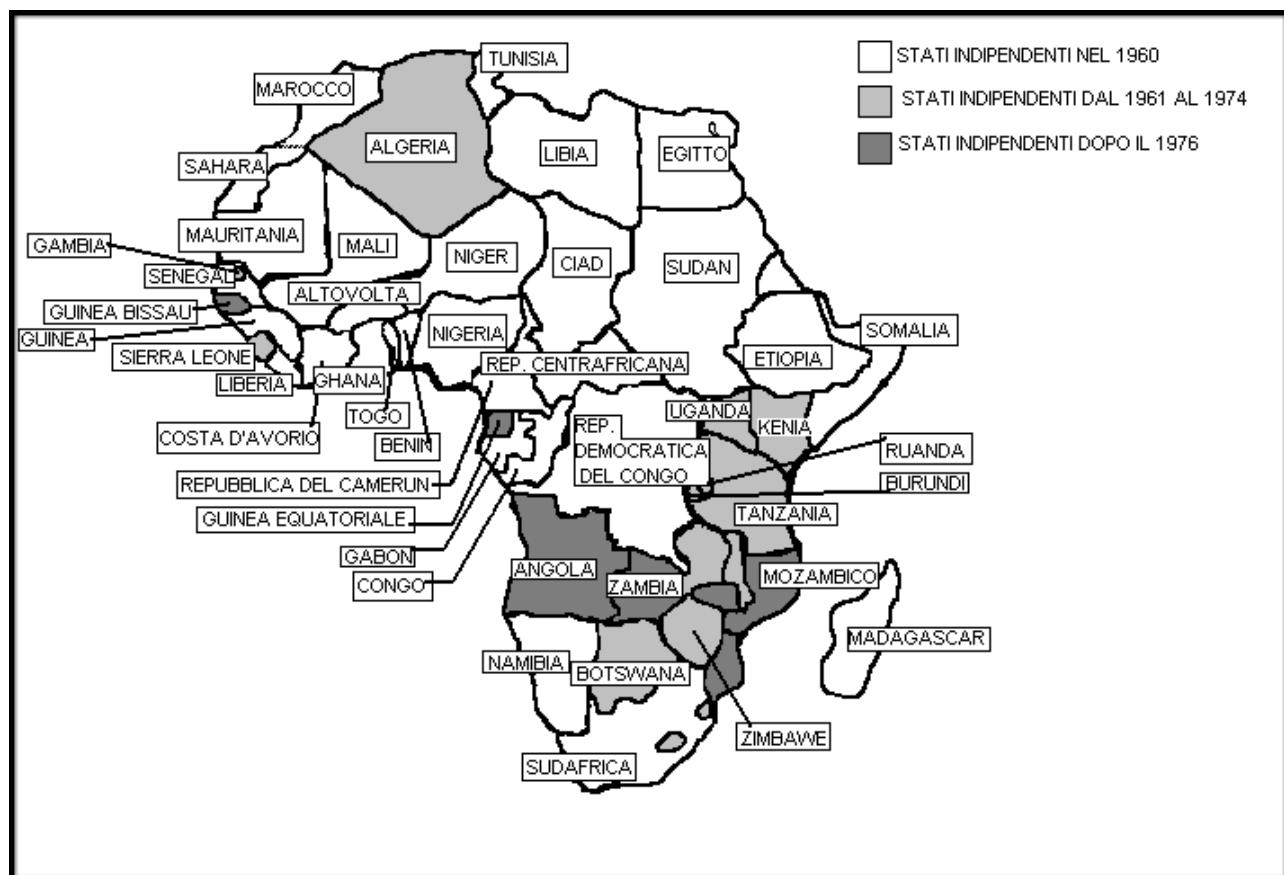 TUNISIA
MAROCCO
ALGERIA
LIBIA
EGITTO
SAHARA
MAURITANIA
GAMBIA
MALI
NIGER
CIAD
SUDAN
SENEGAL
ALTOVOLTA
GUINEA BISSAU
GUINEA
NIGERIA
SOMALIA
SIERRA LEONE
ETIOPIA
REP. CENTRAFRICANA
LIBERIA
GHANA
TOGO
UGANDA
KENIA
COSTA D'AVORIO
BENIN
REP.
DEMOCRATICA
DEL CONGO
RUANDA
REPUBBLICA DEL CAMERUN
BURUNDI
GUINEA EQUATORIALE
TANZANIA
GABON
CONGO
ANGOLA
ZAMBIA
MOZAMBICO
MADAGASCAR
NAMIBIA
BOTSWANA
ZIMBAVVE
SUDAFRICA
STATI INDIPENDENTI NEL 1960
STATI INDIPENDENTI DAL 1961 AL 1974
STATI INDIPENDENTI DOPO IL 1976